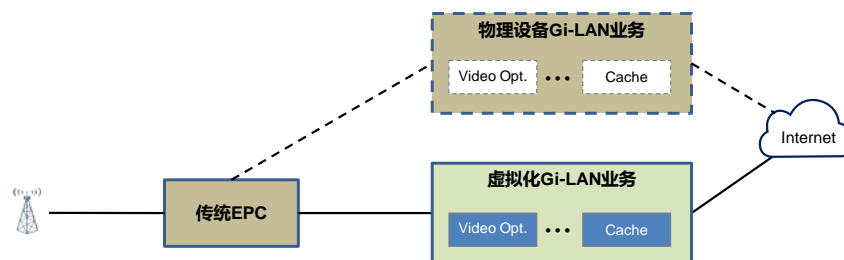 物理设备Gi-LAN业务
Video Opt. ••• Cache
Internet
传统EPC
虚拟化Gi-LAN业务
Video Opt. ••• Cache